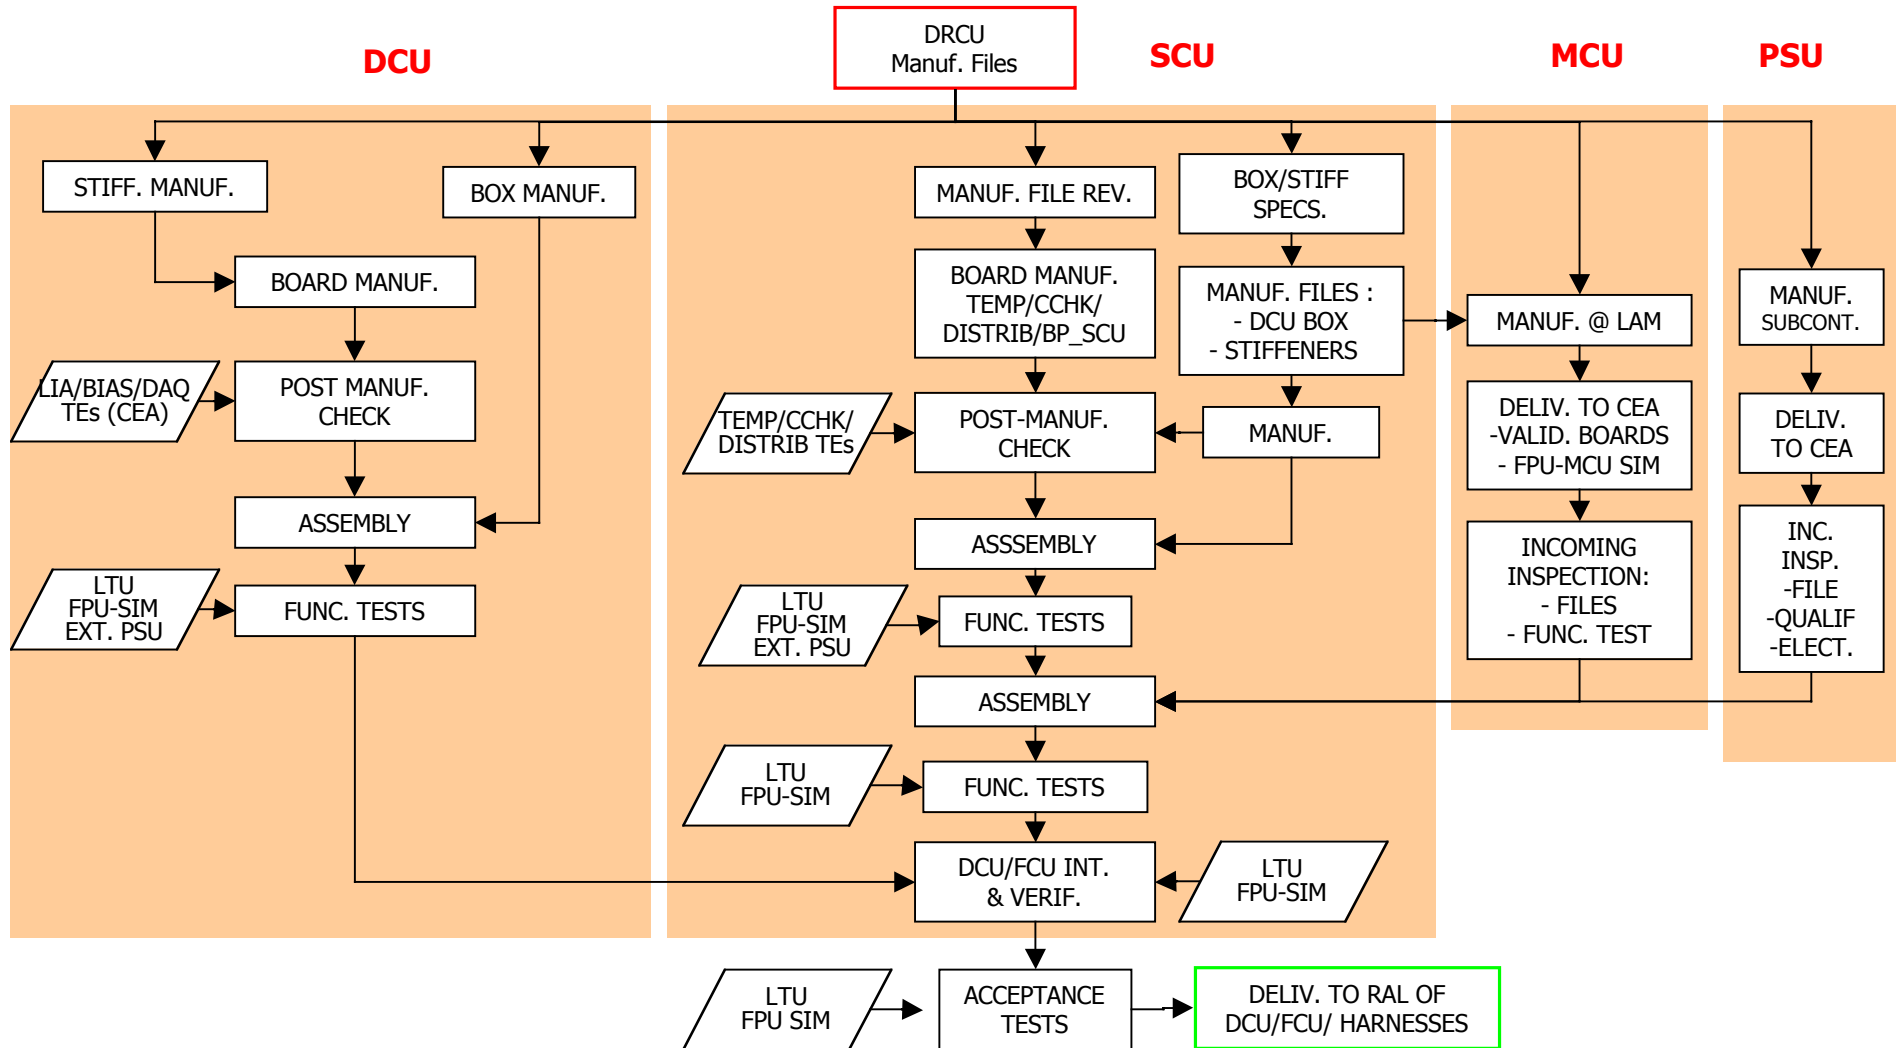 DRCU
Manuf. Files
DCU
SCU
MCU
PSU
STIFF. MANUF.
BOX MANUF.
BOARD MANUF.
LIA/BIAS/DAQ
TEs (CEA)
POST MANUF.
CHECK
ASSEMBLY
LTU
FPU-SIM
EXT. PSU
FUNC. TESTS
MANUF. FILE REV.
BOX/STIFF
SPECS.
BOARD MANUF.
TEMP/CCHK/
DISTRIB/BP_SCU
MANUF. FILES :
- DCU BOX
- STIFFENERS
TEMP/CCHK/
DISTRIB TEs
POST-MANUF.
CHECK
MANUF.
ASSSEMBLY
LTU
FPU-SIM
EXT. PSU
FUNC. TESTS
ASSEMBLY
LTU
FPU-SIM
FUNC. TESTS
DCU/FCU INT.
& VERIF.
LTU
FPU-SIM
MANUF. @ LAM
DELIV. TO CEA
-VALID. BOARDS
- FPU-MCU SIM
INCOMING
INSPECTION:
- FILES
- FUNC. TEST
MANUF.
SUBCONT.
DELIV.
TO CEA
INC.
INSP.
-FILE
-QUALIF
-ELECT.
LTU
FPU SIM
ACCEPTANCE
TESTS
DELIV. TO RAL OF
DCU/FCU/ HARNESSES